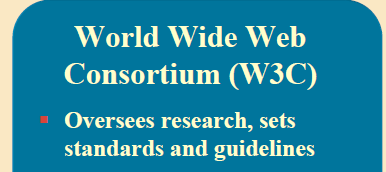 World Wide Web
Consortium (W3C)
Oversees research, sets
standards and guidelines